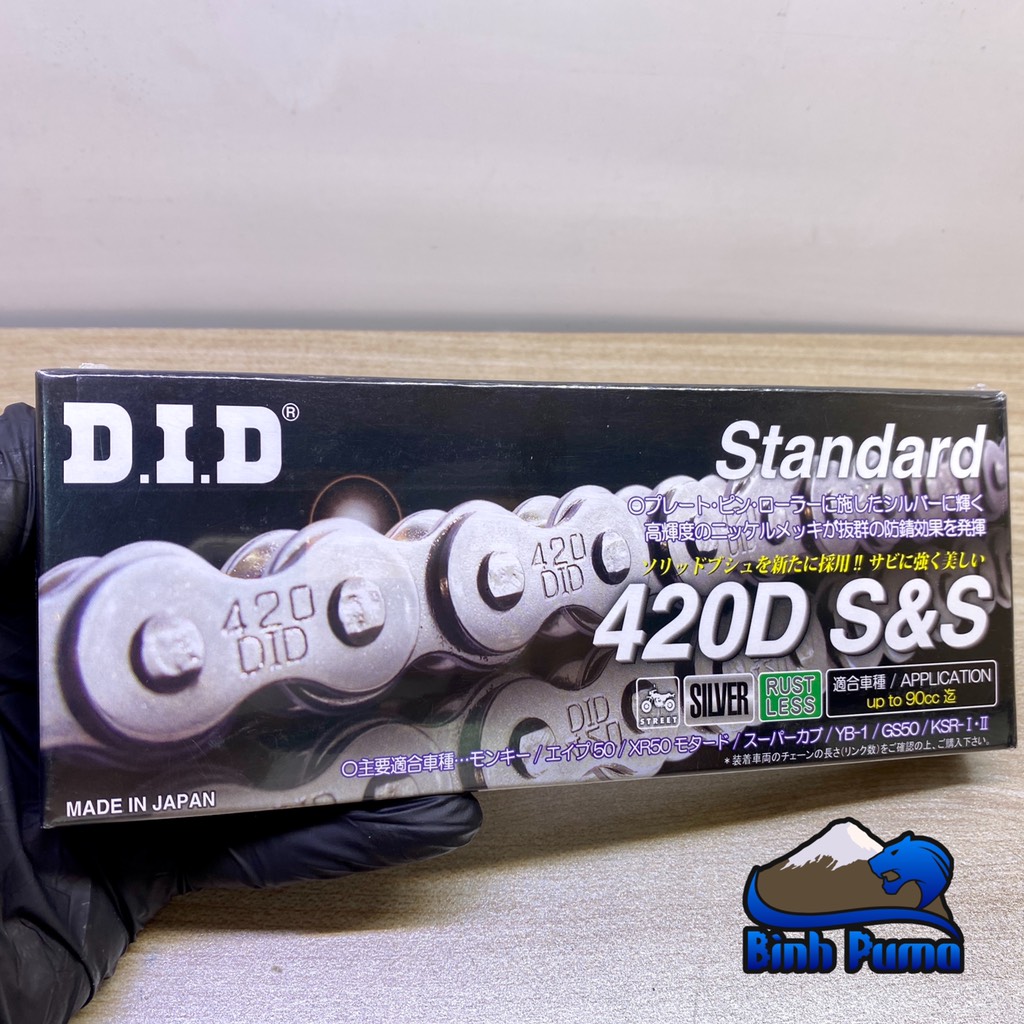 D.I.D®
Standard
○プレート・ピン・ローラーに施したシルバーに輝く
高輝度のニッケルメッキが抜群の防錆効果を発揮
ソリッドブシュを新たに採用!! サビに強く美しい
420D S&S
420
DID
420
DID
DID
STREET
SILVER
RUST
LESS
適合車種 / APPLICATION
up to 90cc 迄
○主要適合車種…モンキー / エイプ50 / XR50 モタード / スーパーカブ / YB-1 / GS50 / KSR-Ⅰ・Ⅱ
*装着車両のチェーンの長さ(リンク数)をご確認の上、ご購入下さい。
MADE IN JAPAN
Binh Puma